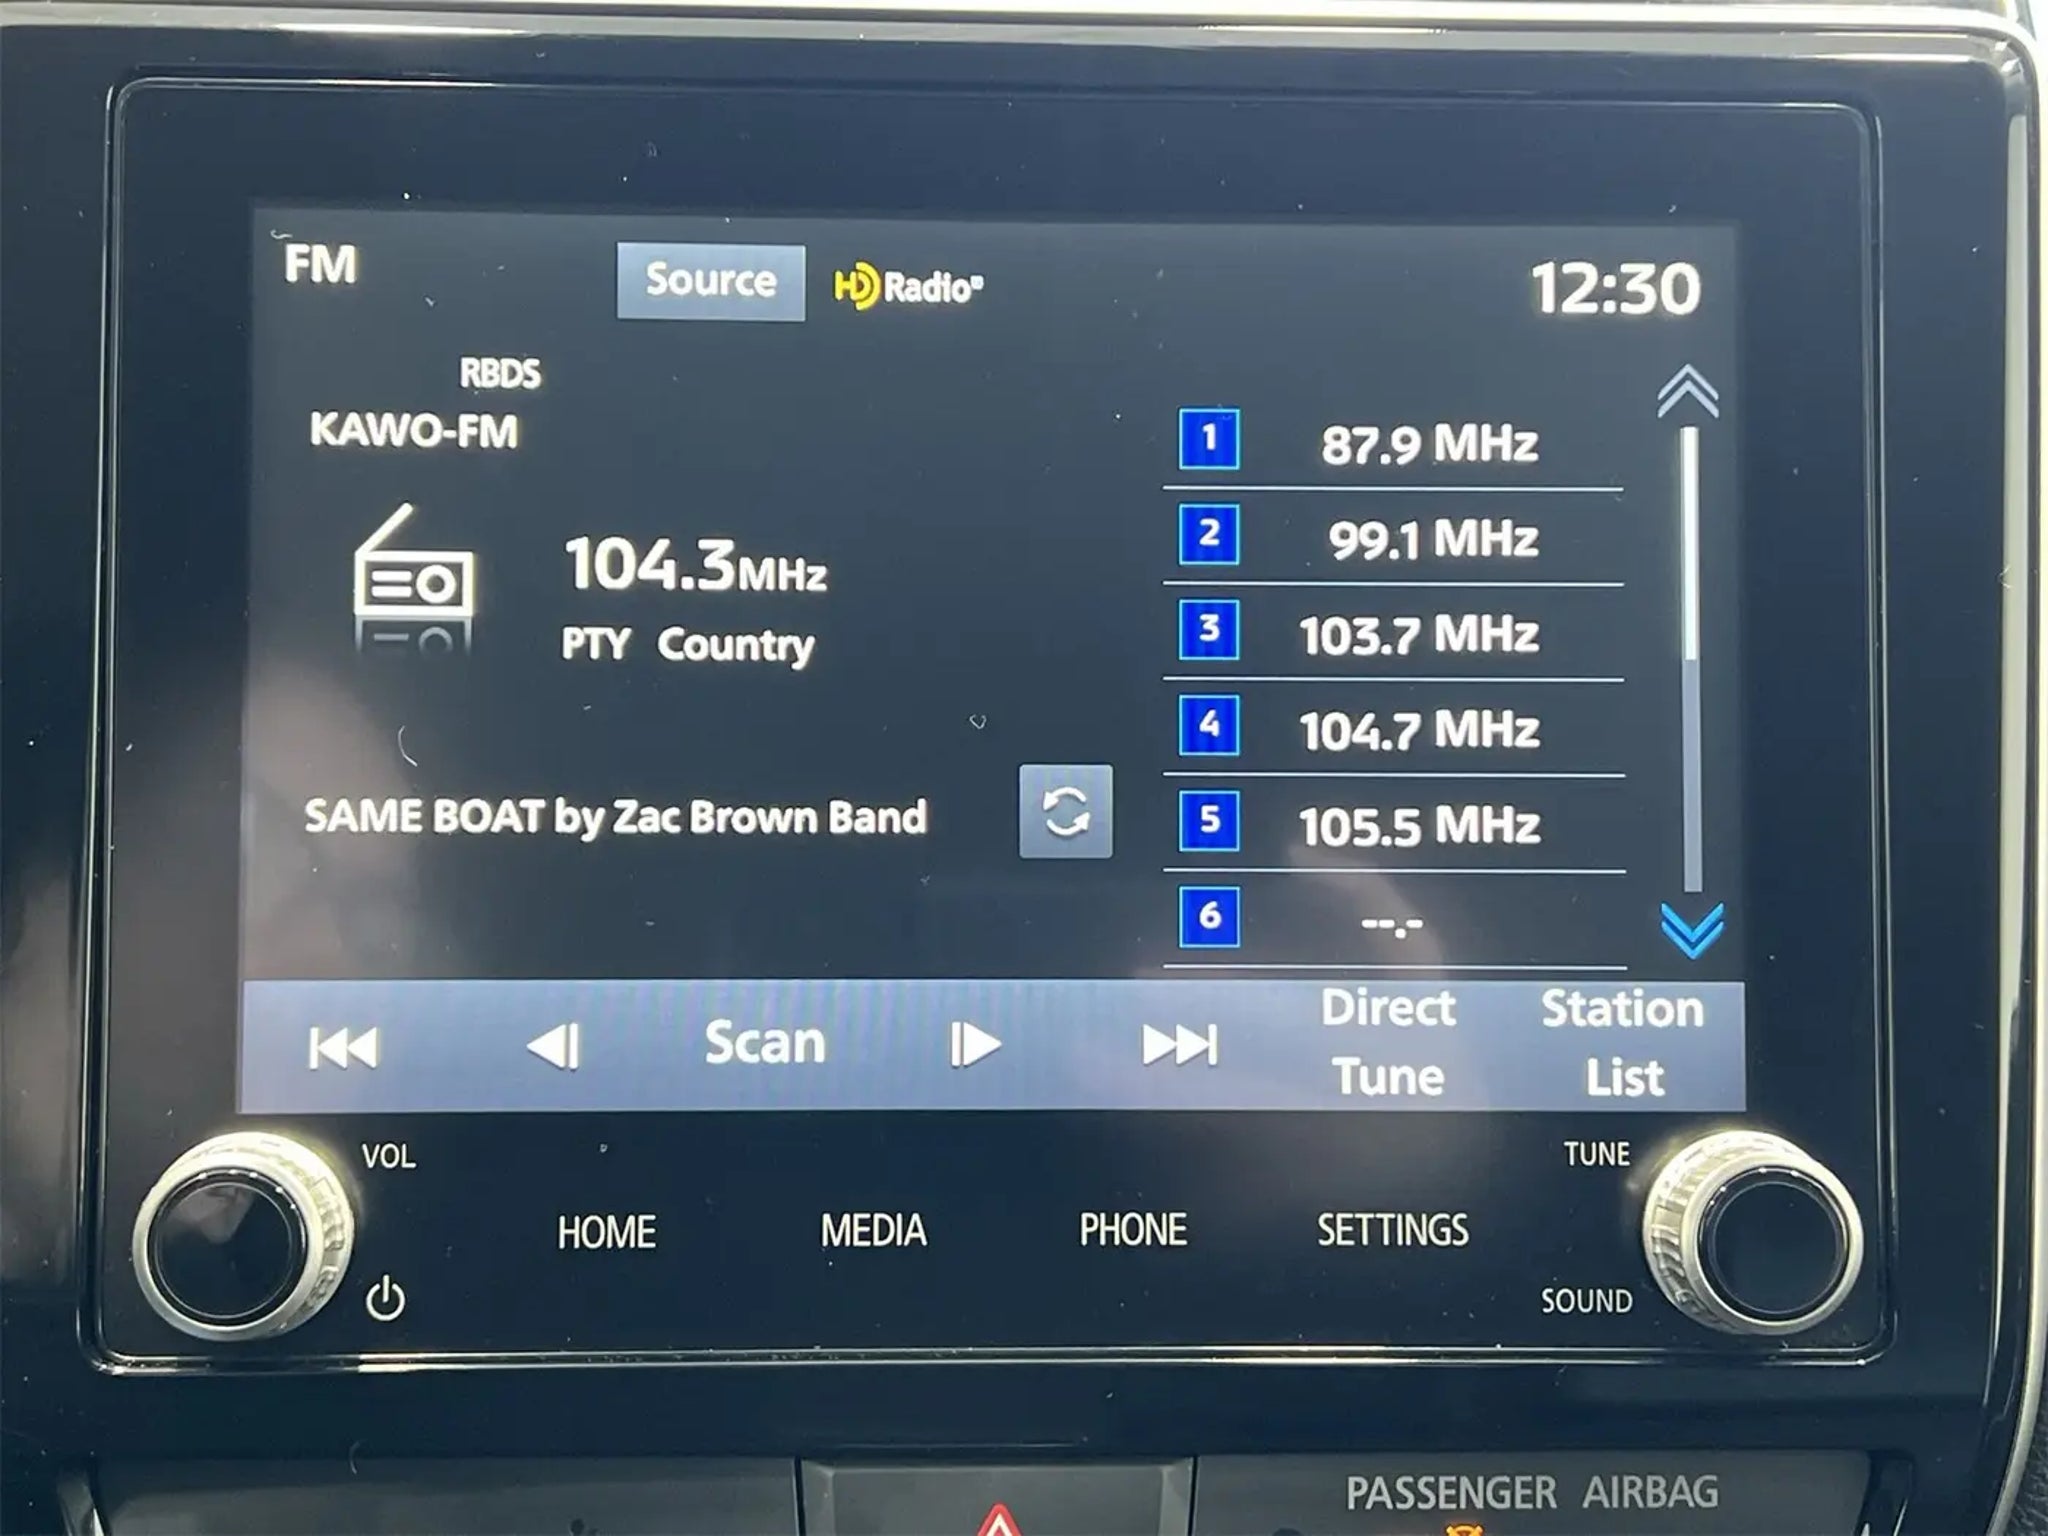 FM
Source
HD Radio®
12:30
RBDS
KAWO-FM
104.3MHz
PTY Country
SAME BOAT by Zac Brown Band
1 87.9 MHz
2 99.1 MHz
3 103.7 MHz
4 104.7 MHz
5 105.5 MHz
6 --.-
Scan
Direct
Tune
Station
List
VOL
TUNE
HOME
MEDIA
PHONE
SETTINGS
SOUND
PASSENGER AIRBAG